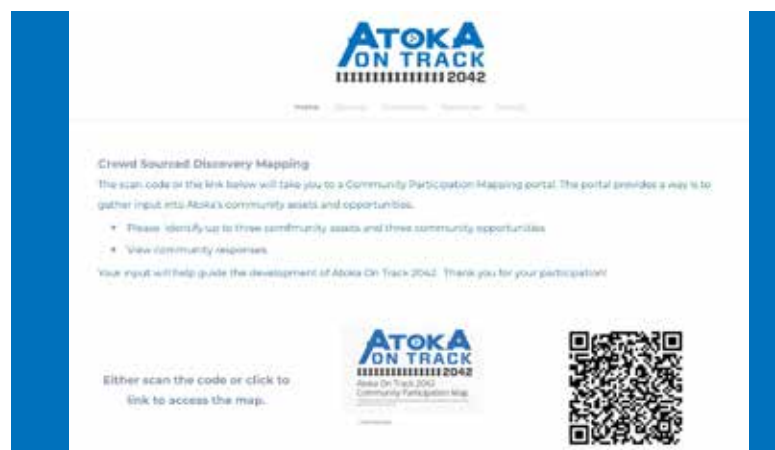 ATOKA
ON TRACK
2042
Home
Crowd Sourced Discovery Mapping
The scan code or the link below will take you to a Community Participation Mapping portal. The portal provides a way is to
gather input into Atoka's community assets and opportunities.
• Please identify up to three community assets and three community opportunities
• View community responses
Your input will help guide the development of Atoka On Track 2042. Thank you for your participation!
ATOKA
ON TRACK
2042
Atoka On Track 2042
Community Participation Map
Either scan the code or click to
link to access the map.